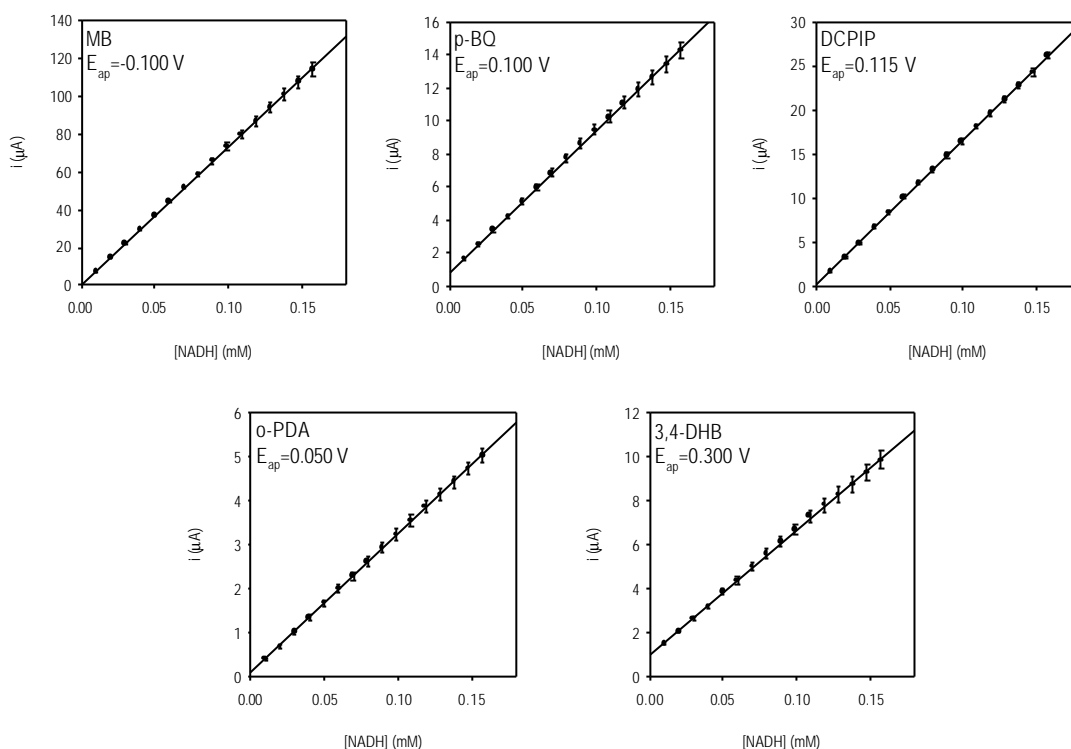 MB
E_ap=-0.100 V
140
120
100
80
60
40
20
0
i (µA)
0.00 0.05 0.10 0.15
[NADH] (mM)
p-BQ
E_ap=0.100 V
16
14
12
10
8
6
4
2
0
i (µA)
0.00 0.05 0.10 0.15
[NADH] (mM)
DCPIP
E_ap=0.115 V
30
25
20
15
10
5
0
i (µA)
0.00 0.05 0.10 0.15
[NADH] (mM)
o-PDA
E_ap=0.050 V
6
5
4
3
2
1
0
i (µA)
0.00 0.05 0.10 0.15
[NADH] (mM)
3,4-DHB
E_ap=0.300 V
12
10
8
6
4
2
0
i (µA)
0.00 0.05 0.10 0.15
[NADH] (mM)